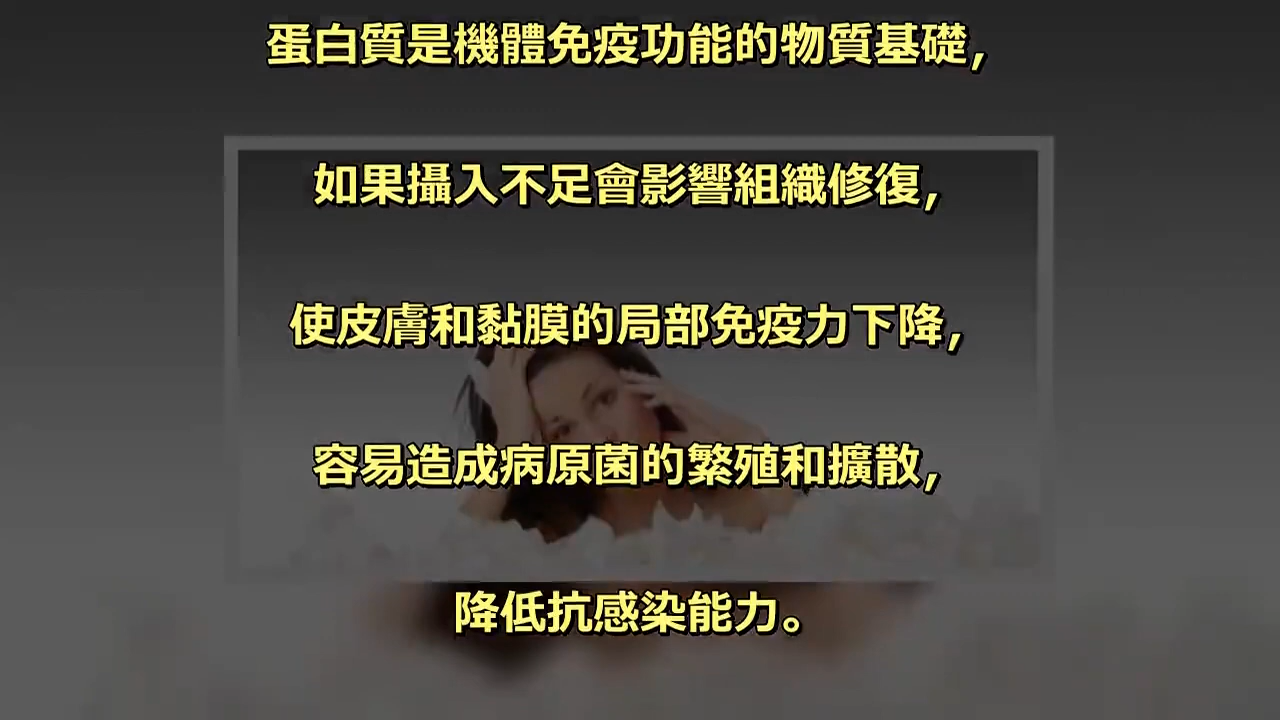 蛋白質是機體免疫功能的物質基礎，
如果攝入不足會影響組織修復，
使皮膚和黏膜的局部免疫力下降，
容易造成病原菌的繁殖和擴散，
降低抗感染能力。